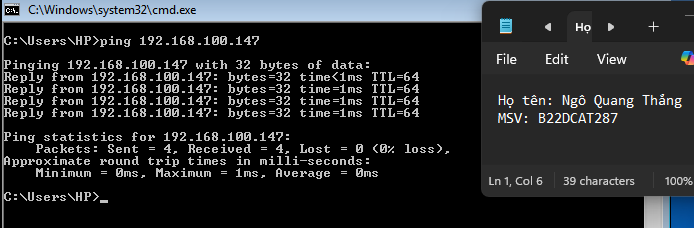 C:\Windows\system32\cmd.exe
C:\Users\HP>ping 192.168.100.147
Pinging 192.168.100.147 with 32 bytes of data:
Reply from 192.168.100.147: bytes=32 time<1ms TTL=64
Reply from 192.168.100.147: bytes=32 time=1ms TTL=64
Reply from 192.168.100.147: bytes=32 time=1ms TTL=64
Reply from 192.168.100.147: bytes=32 time<1ms TTL=64
Ping statistics for 192.168.100.147:
Packets: Sent = 4, Received = 4, Lost = 0 (0% loss),
Approximate round trip times in milli-seconds:
Minimum = 0ms, Maximum = 1ms, Average = 0ms
C:\Users\HP>_
Họ
File Edit View
Họ tên: Ngô Quang Thắng
MSV: B22DCAT287
Ln 1, Col 6 39 characters 100%